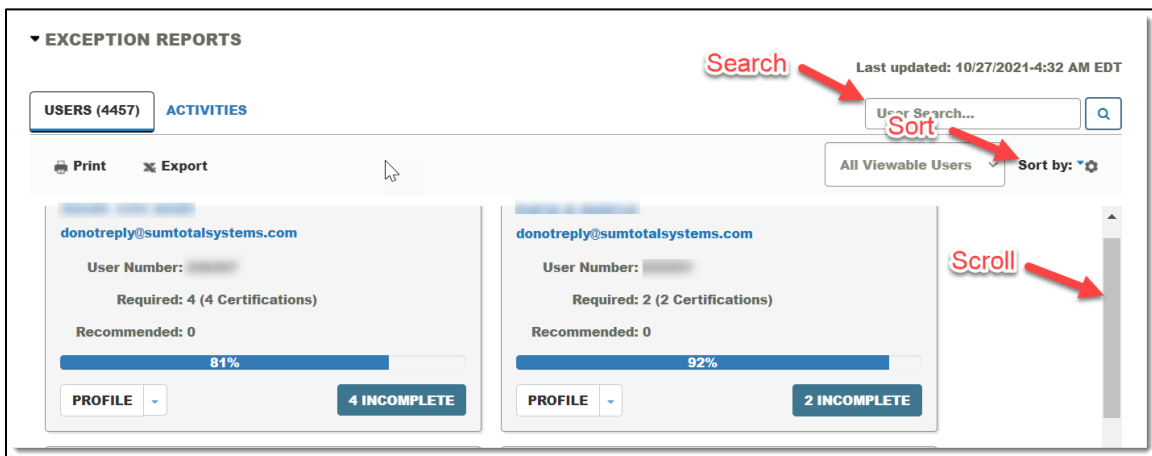 EXCEPTION REPORTS
Search
Last updated: 10/27/2021-4:32 AM EDT
USERS (4457) ACTIVITIES
User Search...
Sort
Print Export
All Viewable Users
Sort by:
donotreply@sumtotalsystems.com
User Number:
Required: 4 (4 Certifications)
Recommended: 0
81%
PROFILE
4 INCOMPLETE
donotreply@sumtotalsystems.com
User Number:
Required: 2 (2 Certifications)
Recommended: 0
92%
PROFILE
2 INCOMPLETE
Scroll